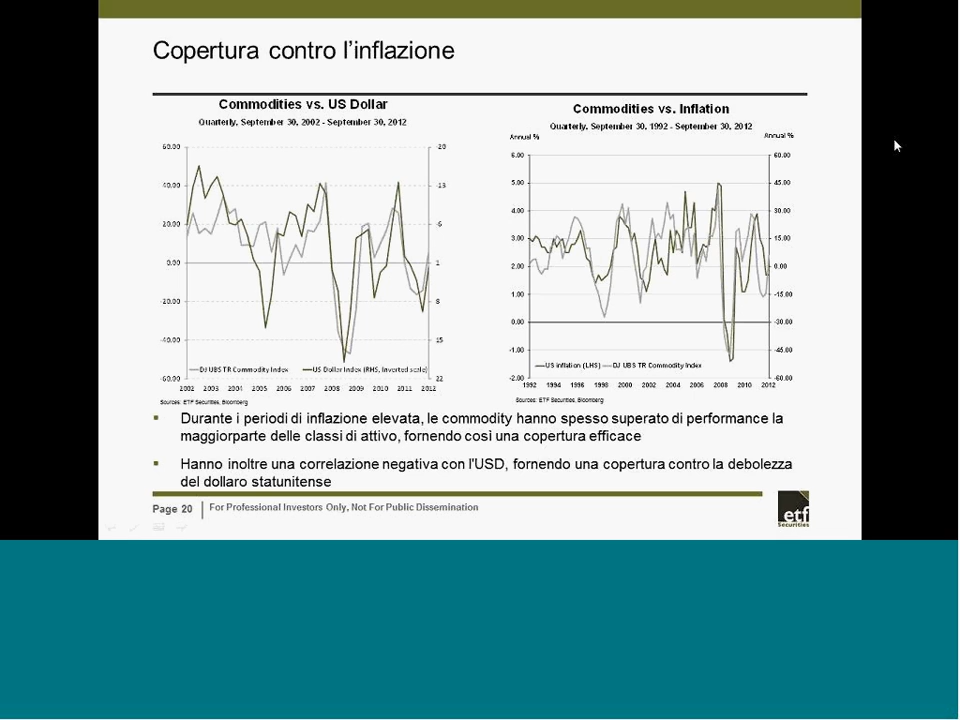 Copertura contro l'inflazione
Commodities vs. US Dollar
Quarterly, September 30, 2002 - September 30, 2012
60.00
40.00
20.00
0.00
-20.00
-40.00
-60.00
-20
-13
-6
1
8
15
22
DJ UBS TR Commodity Index
US Dollar Index (RHS, Inverted scale)
2002 2003 2004 2005 2006 2007 2008 2009 2010 2011 2012
Sources: ETF Securities, Bloomberg
Commodities vs. Inflation
Quarterly, September 30, 1992 - September 30, 2012
Annual %
Annual %
6.00
5.00
4.00
3.00
2.00
1.00
0.00
-1.00
-2.00
60.00
45.00
30.00
15.00
0.00
-15.00
-30.00
-45.00
-60.00
US inflation (LHS)
DJ UBS TR Commodity Index
1992 1994 1996 1998 2000 2002 2004 2006 2008 2010 2012
Sources: ETF Securities, Bloomberg
▪ Durante i periodi di inflazione elevata, le commodity hanno spesso superato di performance la
maggiorparte delle classi di attivo, fornendo così una copertura efficace
▪ Hanno inoltre una correlazione negativa con l'USD, fornendo una copertura contro la debolezza
del dollaro statunitense
Page 20
For Professional Investors Only, Not For Public Dissemination
etf
Securities